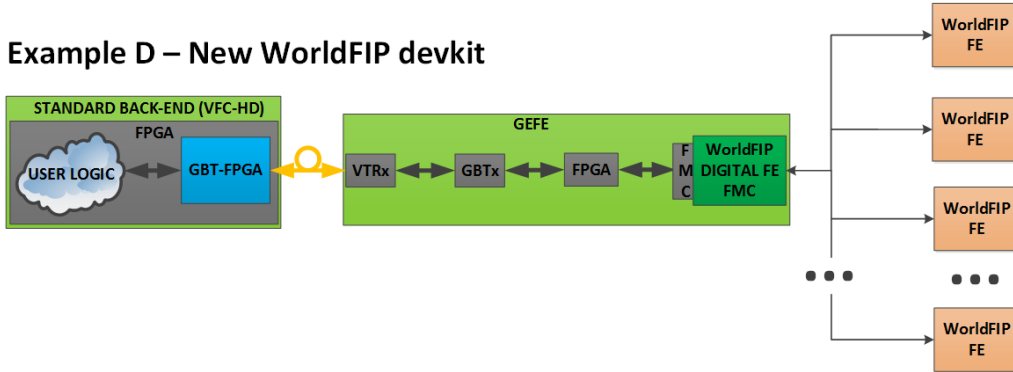 Example D – New WorldFIP devkit
STANDARD BACK-END (VFC-HD)
FPGA
USER LOGIC
GBT-FPGA
GEFE
VTRx
GBTx
FPGA
F
M
C
WorldFIP
DIGITAL FE
FMC
WorldFIP
FE
WorldFIP
FE
WorldFIP
FE
WorldFIP
FE